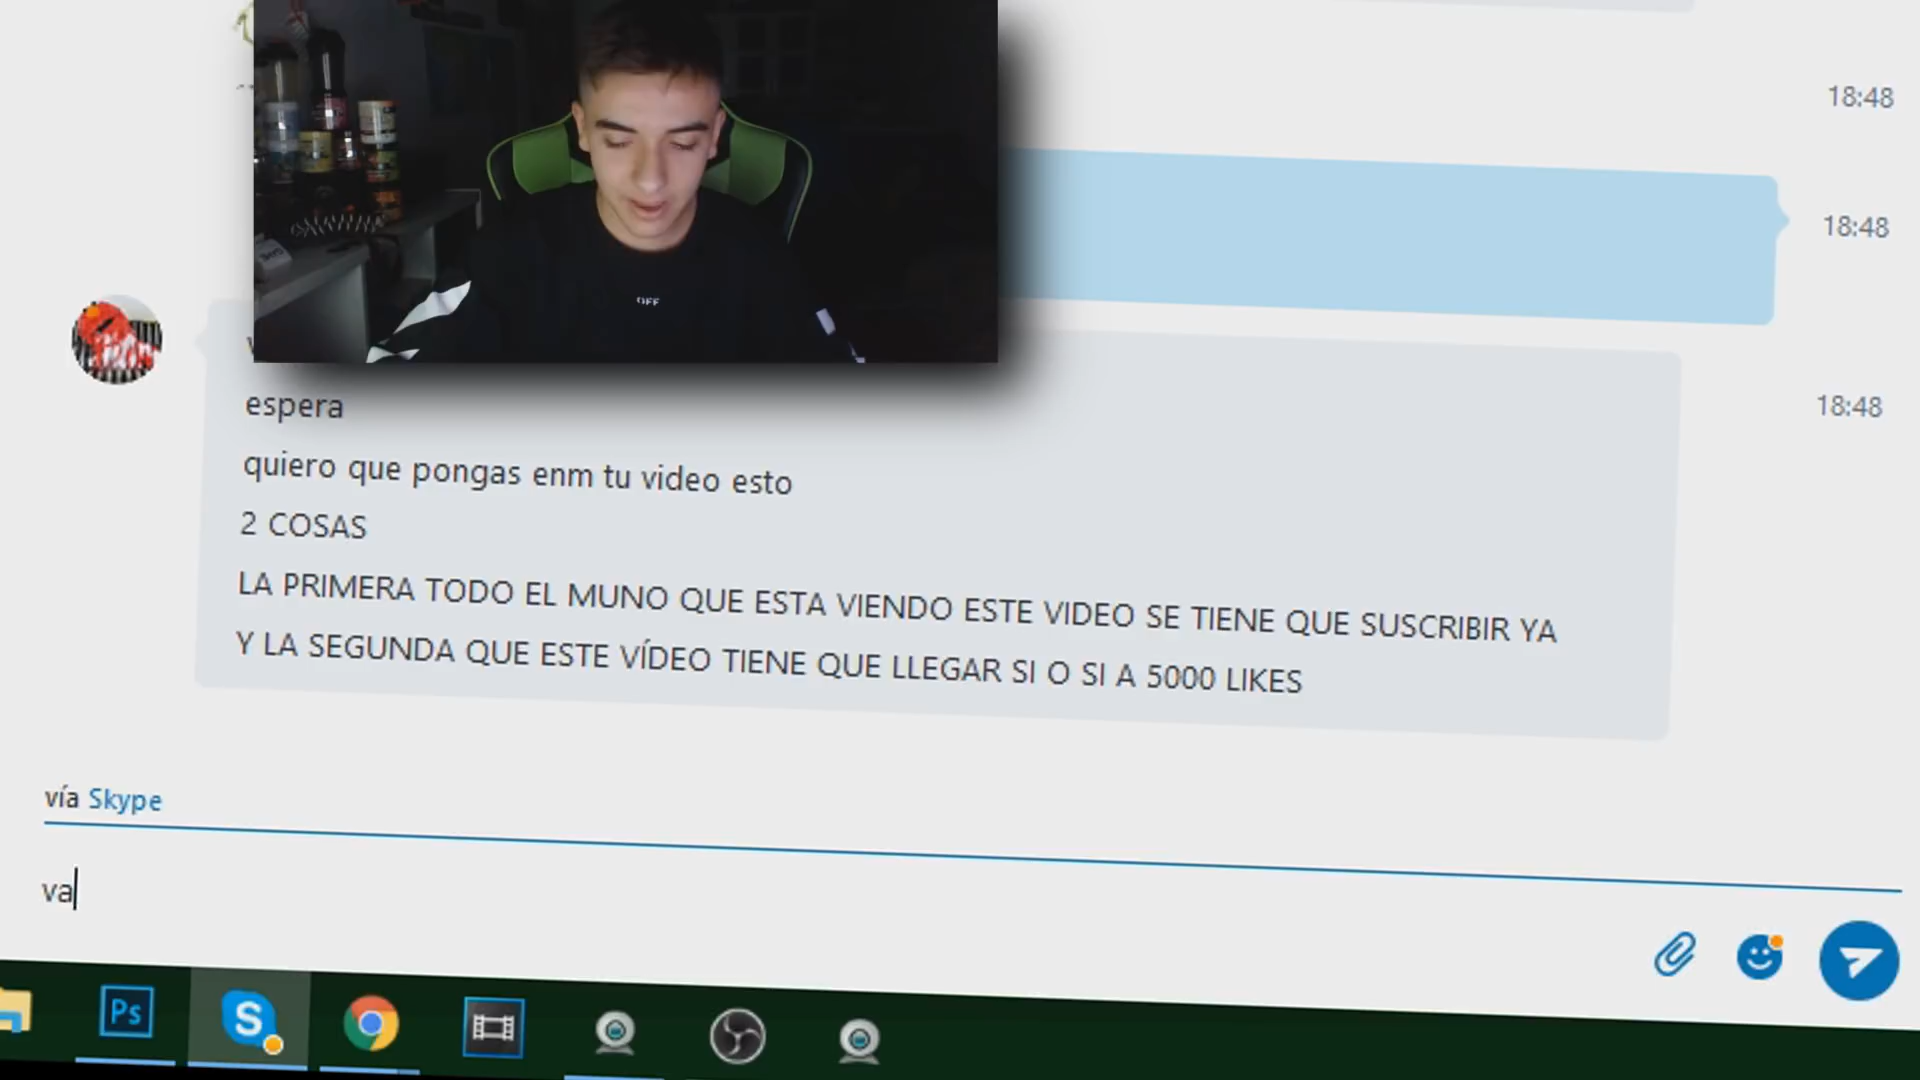 18:48
18:48
OFF
18:48
espera
quiero que pongas enm tu video esto
2 COSAS
LA PRIMERA TODO EL MUNO QUE ESTA VIENDO ESTE VIDEO SE TIENE QUE SUSCRIBIR YA
Y LA SEGUNDA QUE ESTE VÍDEO TIENE QUE LLEGAR SI O SI A 5000 LIKES
vía Skype
va
Ps
S